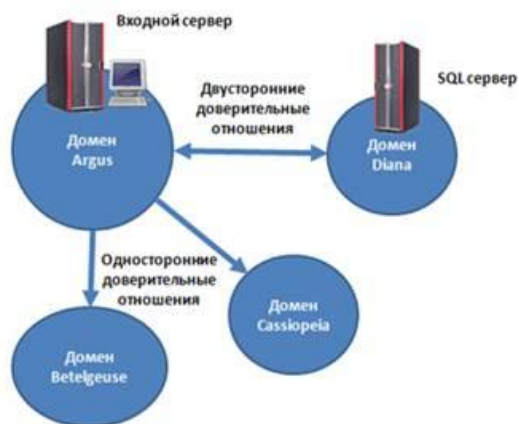 Входной сервер
SQL сервер
Двусторонние
доверительные
отношения
Домен
Argus
Домен
Diana
Односторонние
доверительные
отношения
Домен
Cassiopeia
Домен
Betelgeuse